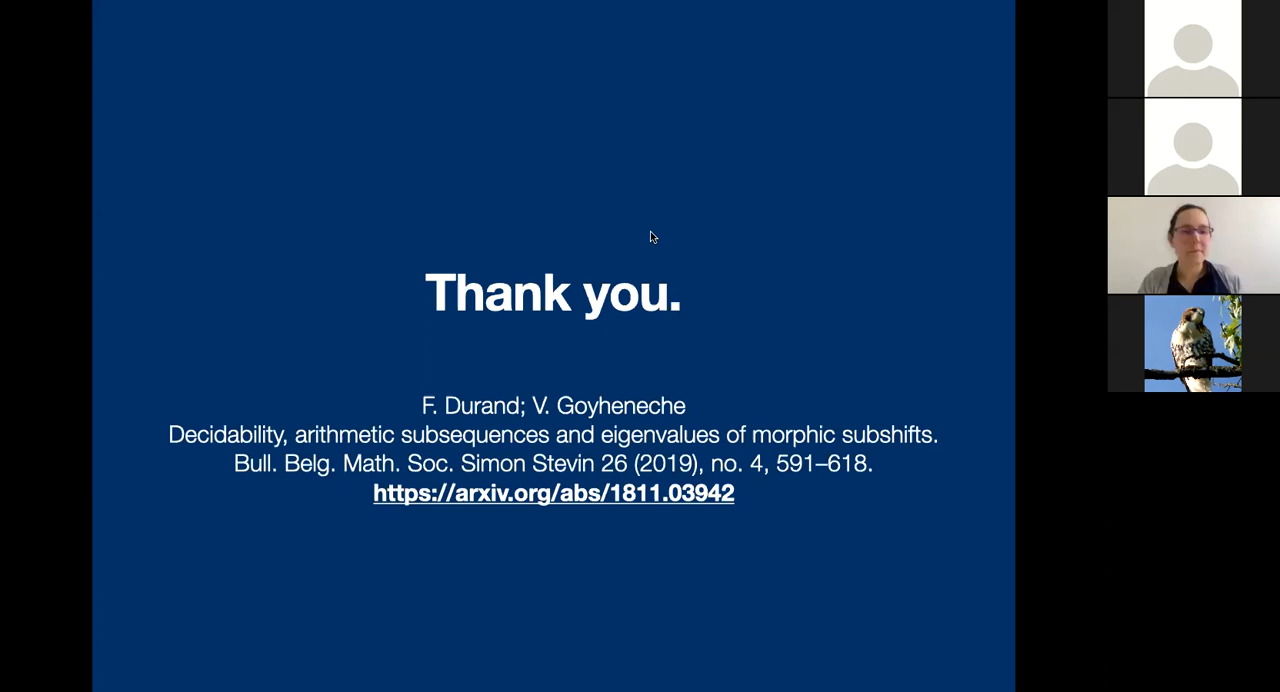 Thank you.
F. Durand; V. Goyheneche
Decidability, arithmetic subsequences and eigenvalues of morphic subshifts.
Bull. Belg. Math. Soc. Simon Stevin 26 (2019), no. 4, 591–618.
https://arxiv.org/abs/1811.03942